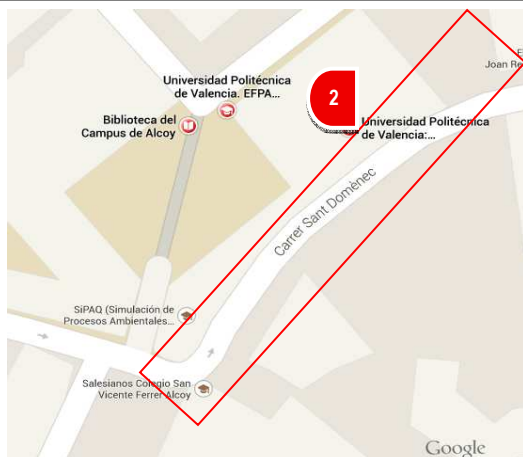 E
Joan Re
Universidad Politécnica
de Valencia. EFPA...
2
Biblioteca del
Campus de Alcoy
Universidad Politécnica
de Valencia:...
Carrer Sant Domènec
SiPAQ (Simulación de
Procesos Ambientales...
Salesianos Colegio San
Vicente Ferrer Alcoy
Google